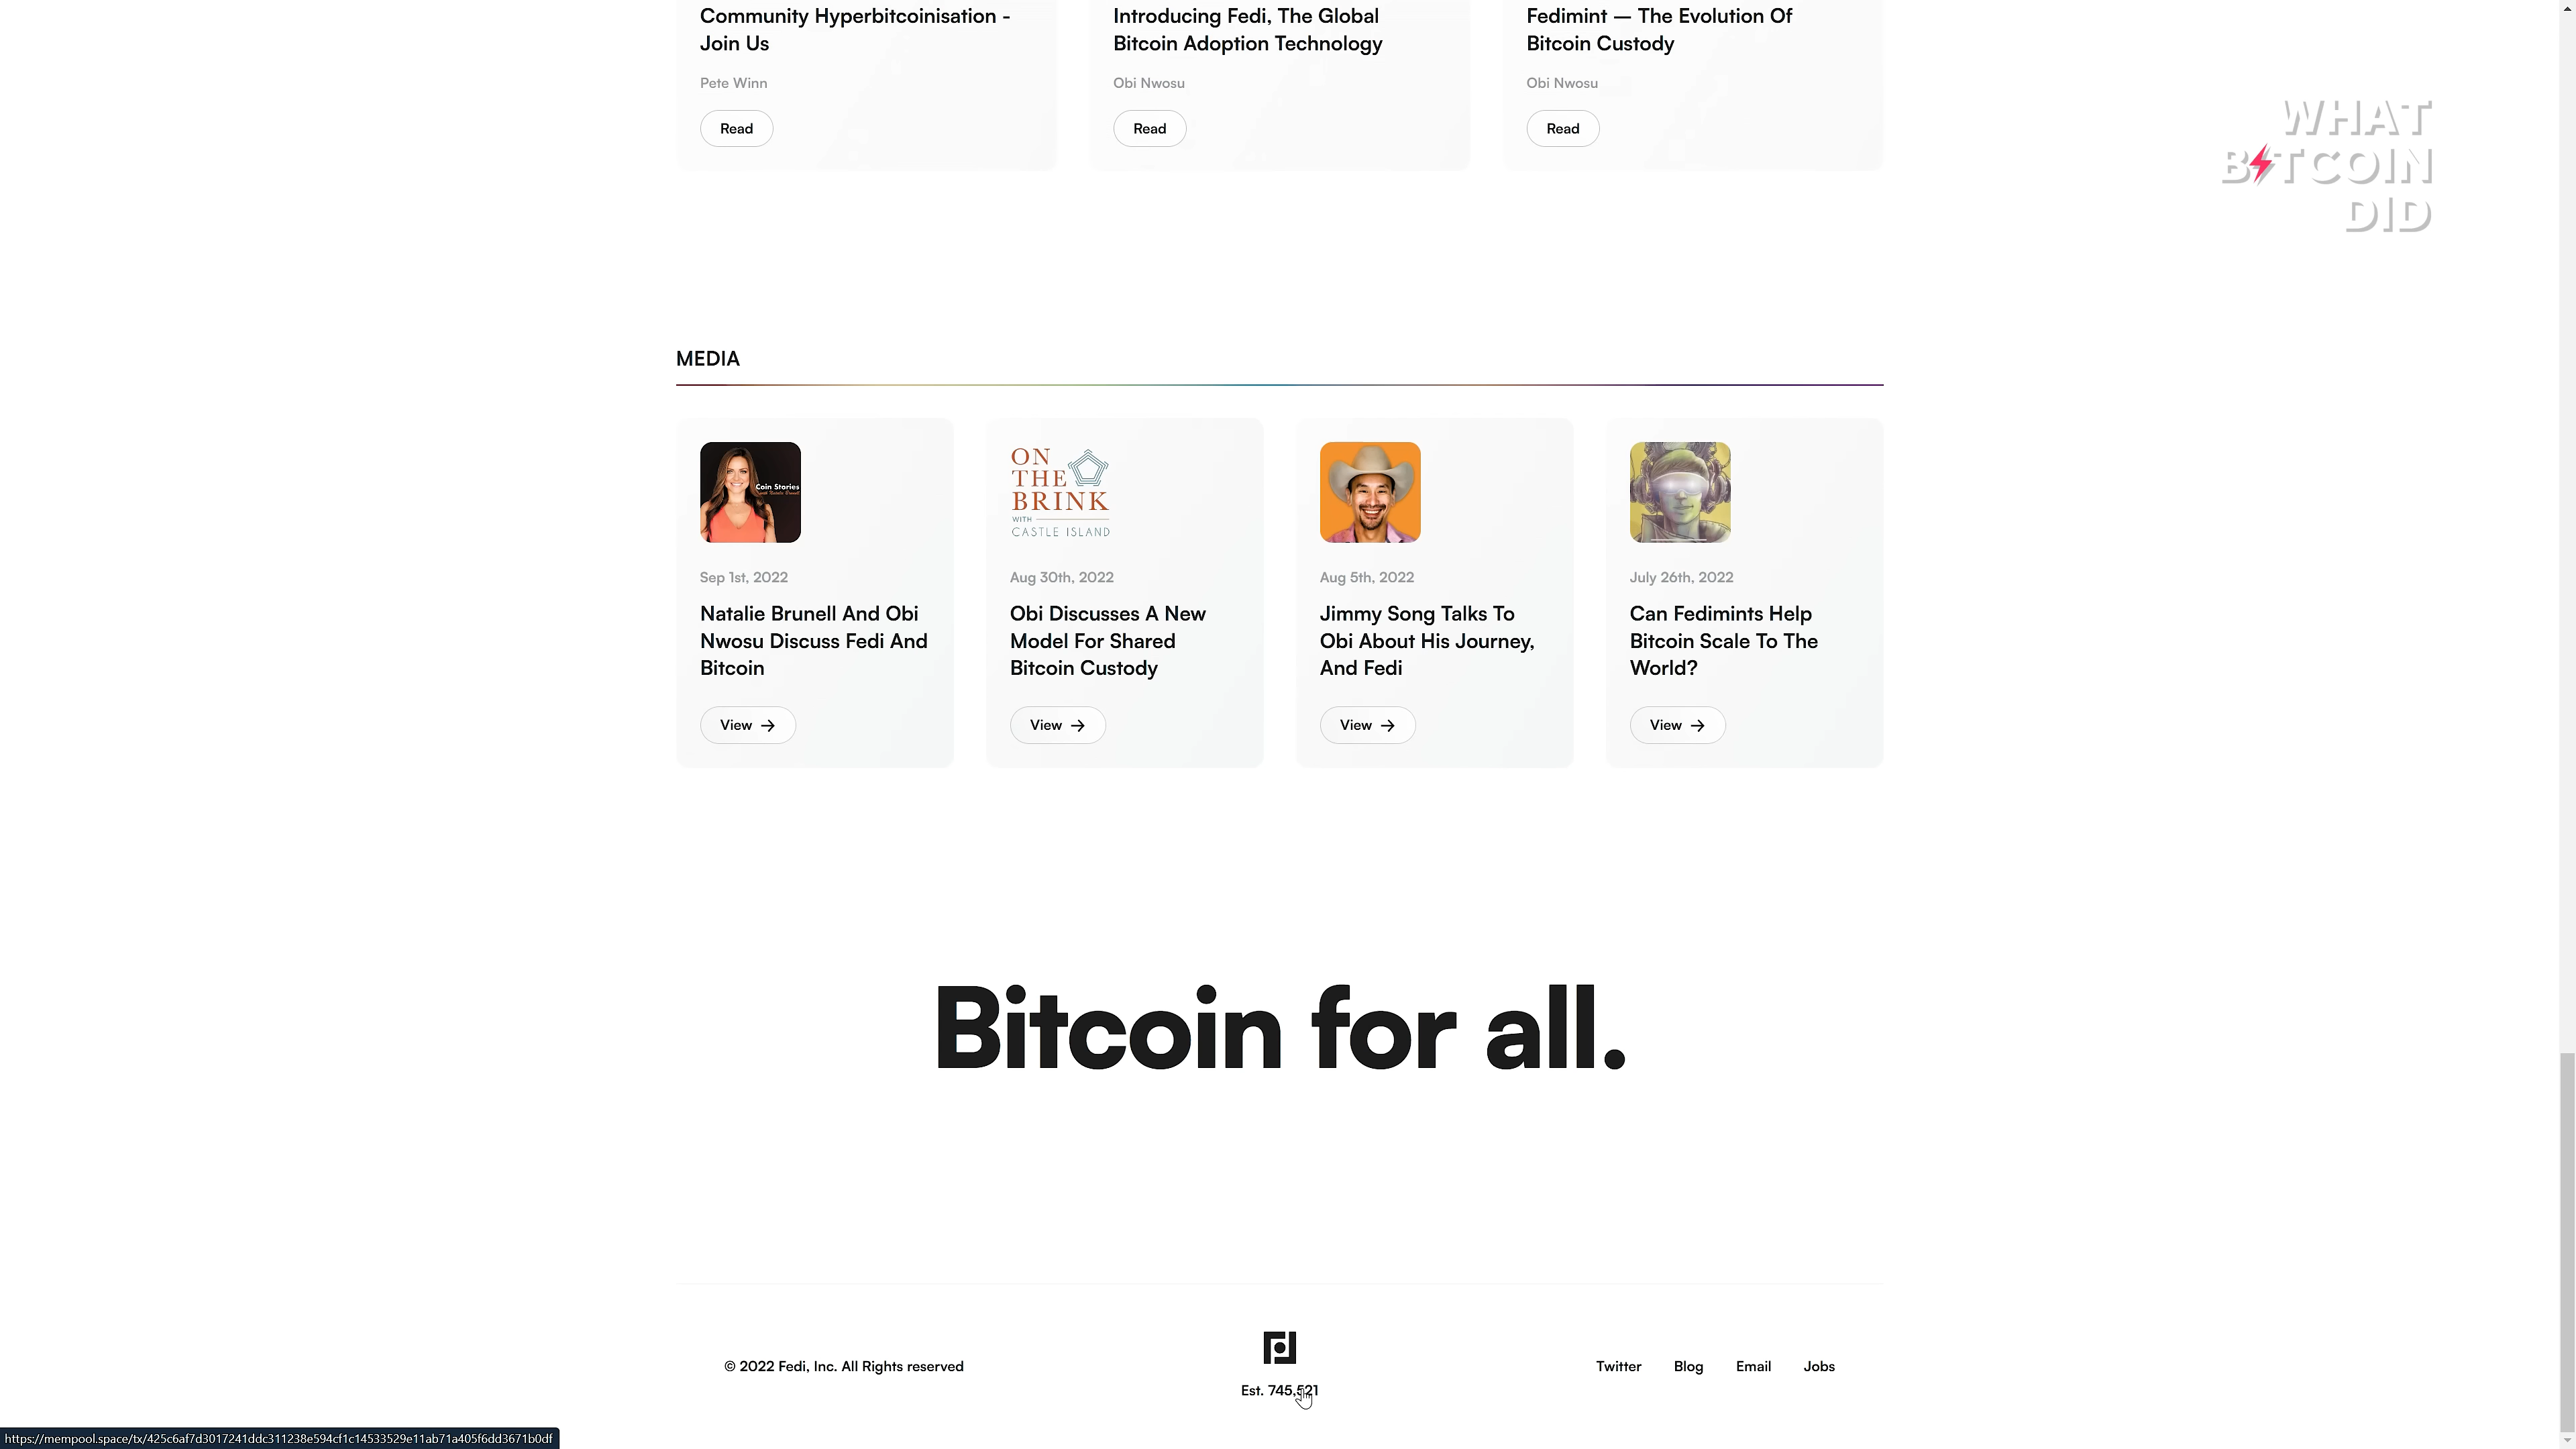 Community Hyperbitcoinisation -
Join Us
Pete Winn
Read
Introducing Fedi, The Global
Bitcoin Adoption Technology
Obi Nwosu
Read
Fedimint — The Evolution Of
Bitcoin Custody
Obi Nwosu
Read
WHAT
BITCOIN
DID
MEDIA
Coin Stories
with Natalie Brunell
Sep 1st, 2022
Natalie Brunell And Obi
Nwosu Discuss Fedi And
Bitcoin
View
ON
THE
BRINK
WITH
CASTLE ISLAND
Aug 30th, 2022
Obi Discusses A New
Model For Shared
Bitcoin Custody
View
Aug 5th, 2022
Jimmy Song Talks To
Obi About His Journey,
And Fedi
View
July 26th, 2022
Can Fedimints Help
Bitcoin Scale To The
World?
View
Bitcoin for all.
© 2022 Fedi, Inc. All Rights reserved
Est. 745,521
Twitter Blog Email Jobs
https://mempool.space/tx/425c6af7d3017241ddc311238e594cf1c14533529e11ab71a405f6dd3671b0df